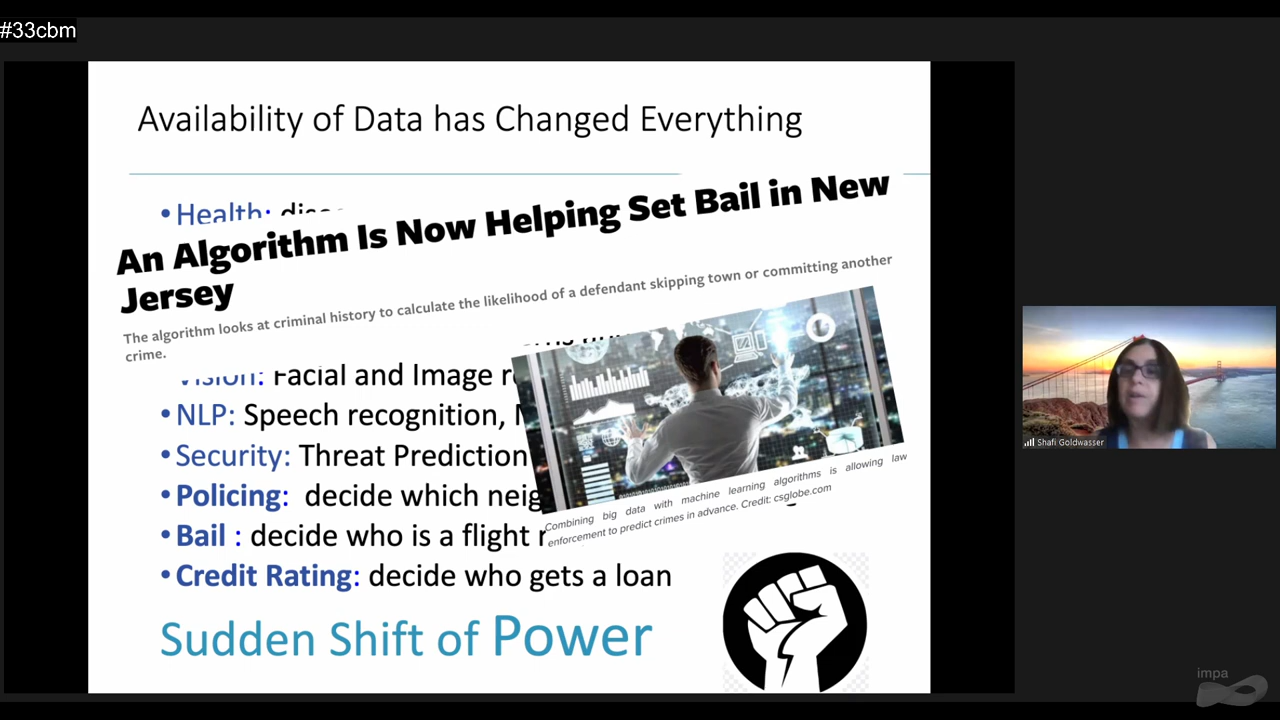 #33cbm
Availability of Data has Changed Everything
• Health:
An Algorithm Is Now Helping Set Bail in New
Jersey
The algorithm looks at criminal history to calculate the likelihood of a defendant skipping town or committing another
crime.
Vision: Facial and Image
• NLP: Speech recognition,
• Security: Threat Prediction
• Policing: decide which
• Bail : decide who is a flight
• Credit Rating: decide who gets a loan
Combining big data with machine learning algorithms is allowing law
enforcement to predict crimes in advance. Credit: csglobe.com
Sudden Shift of Power
Shafi Goldwasser
impa